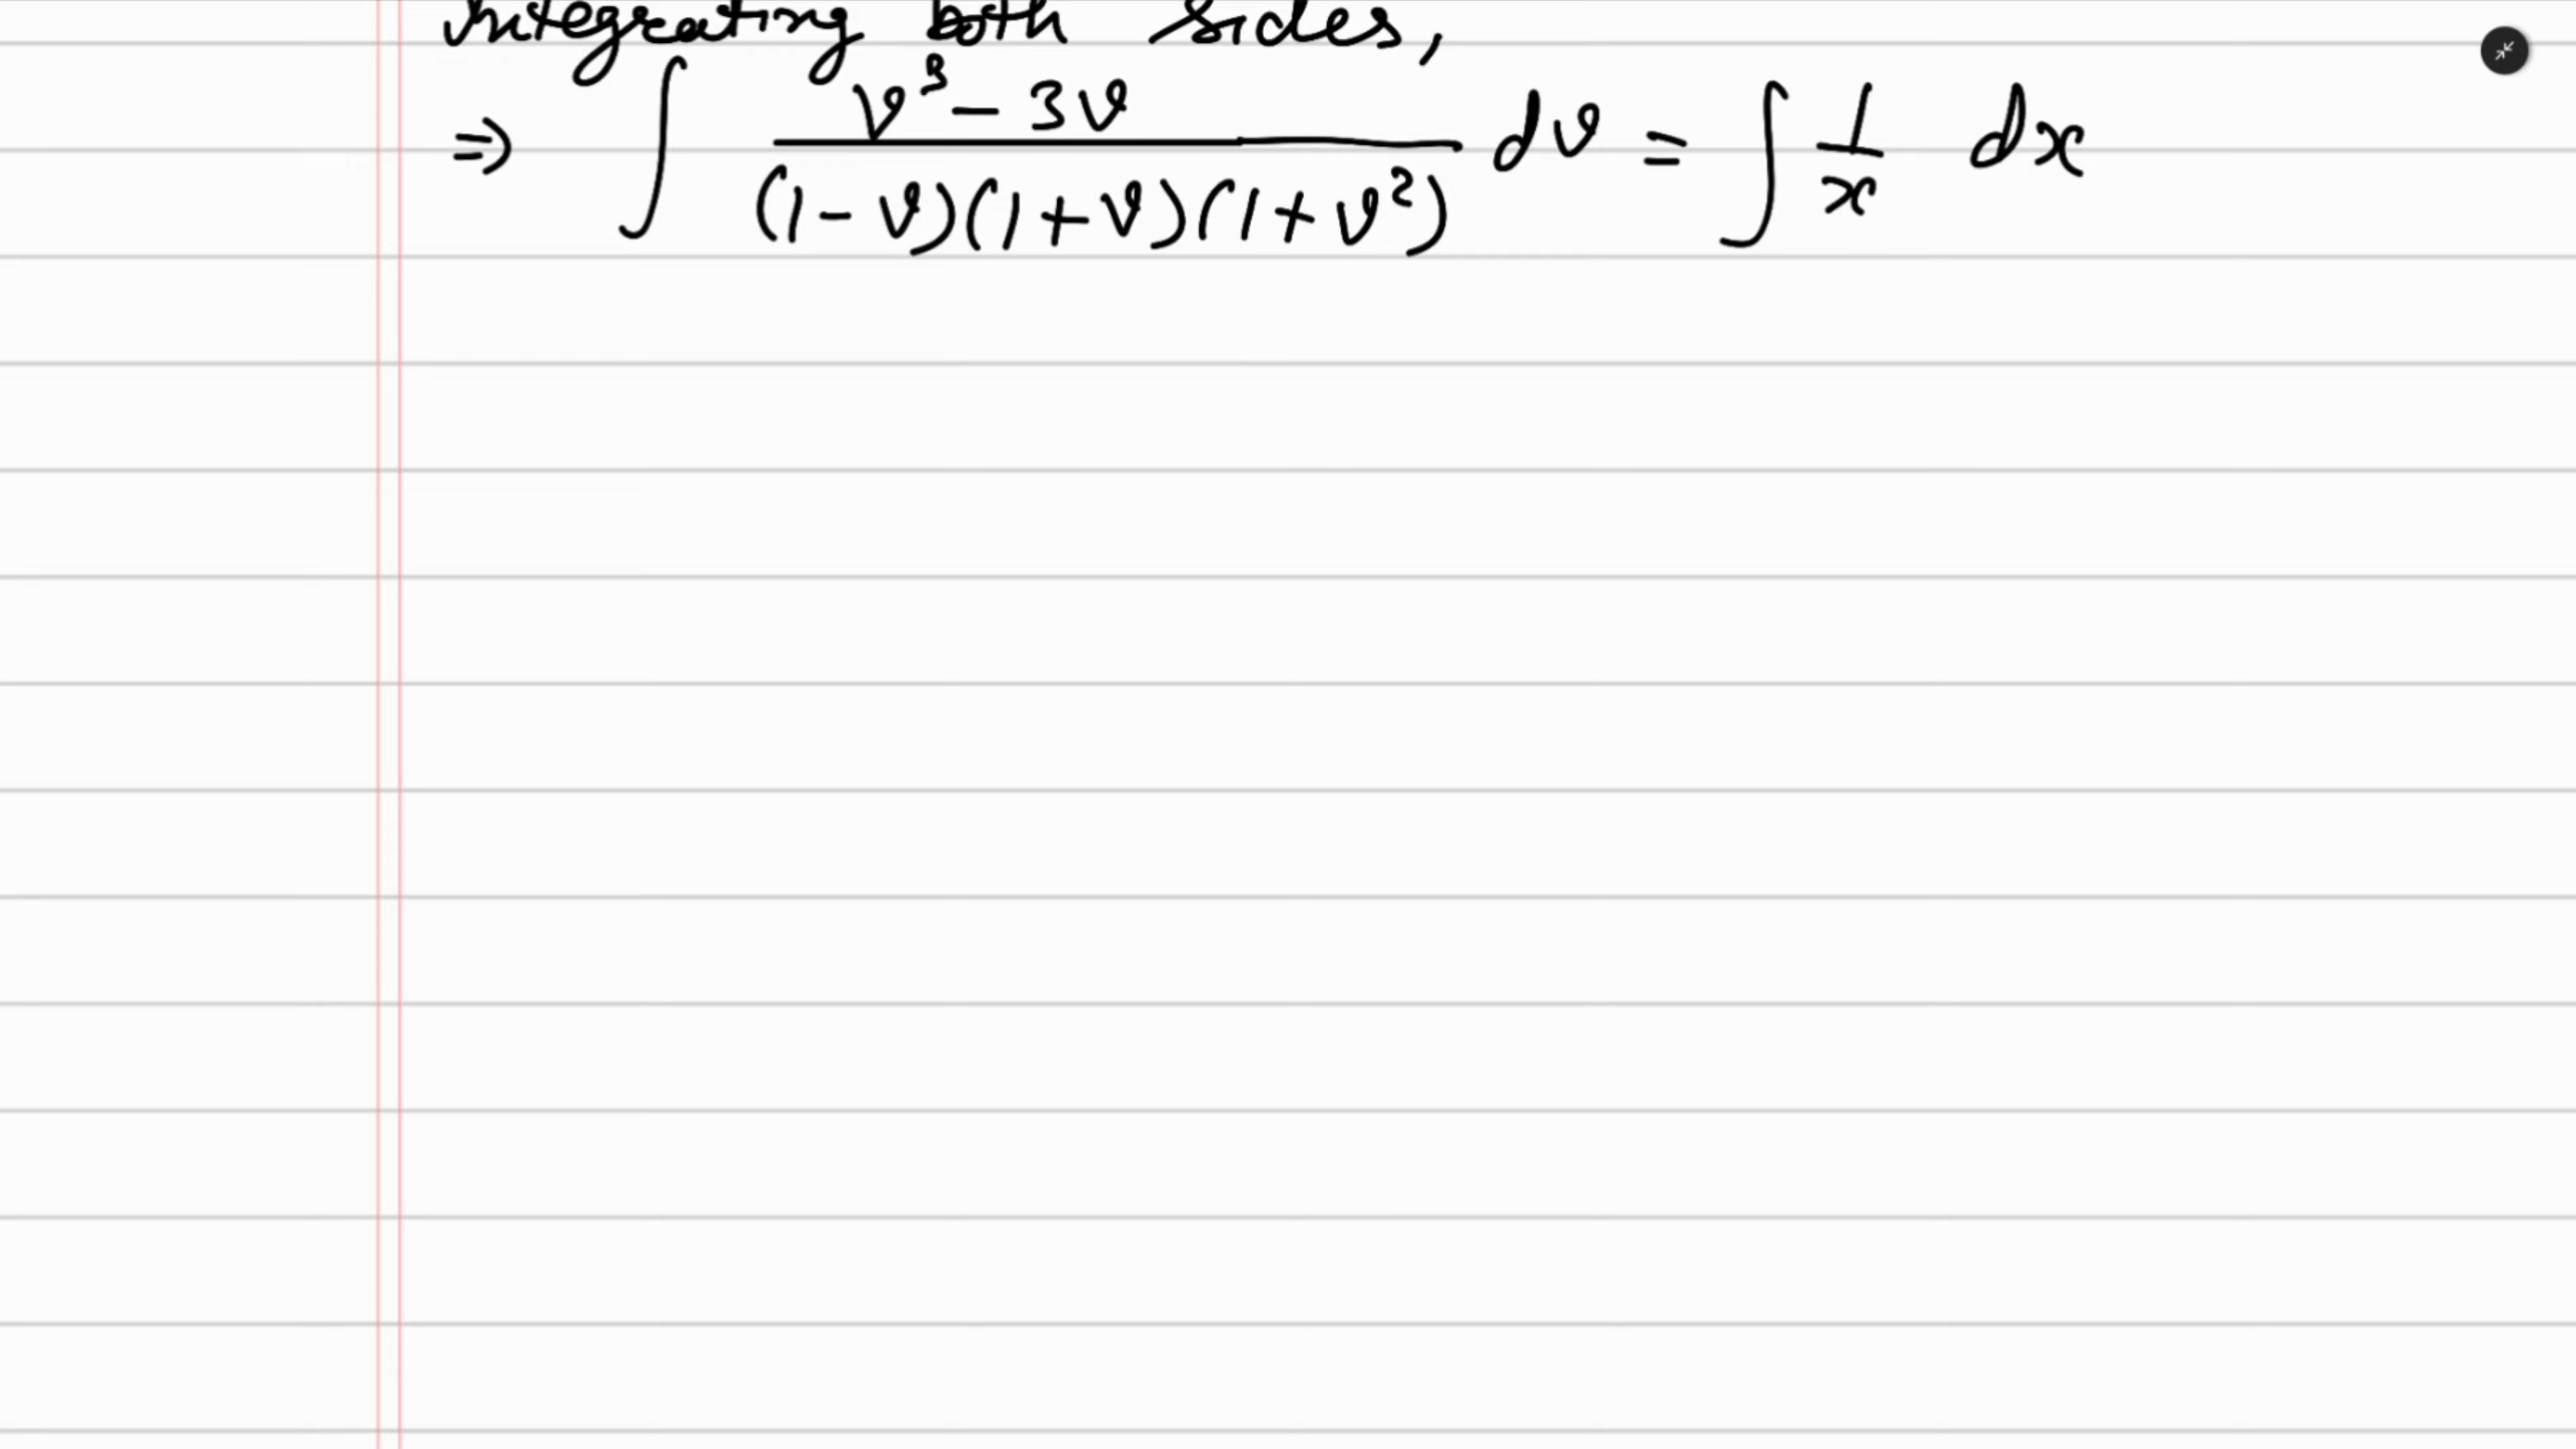 Integrating both sides,
⇒ ∫ (v³ − 3v) / ((1 − v)(1 + v)(1 + v²)) dv = ∫ 1/x dx